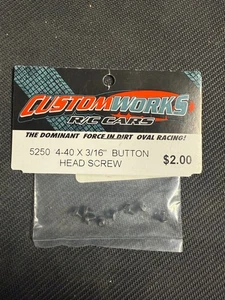 CUSTOMWORKS
R/C CARS
THE DOMINANT FORCE IN DIRT OVAL RACING!
5250 4-40 X 3/16" BUTTON
HEAD SCREW $2.00